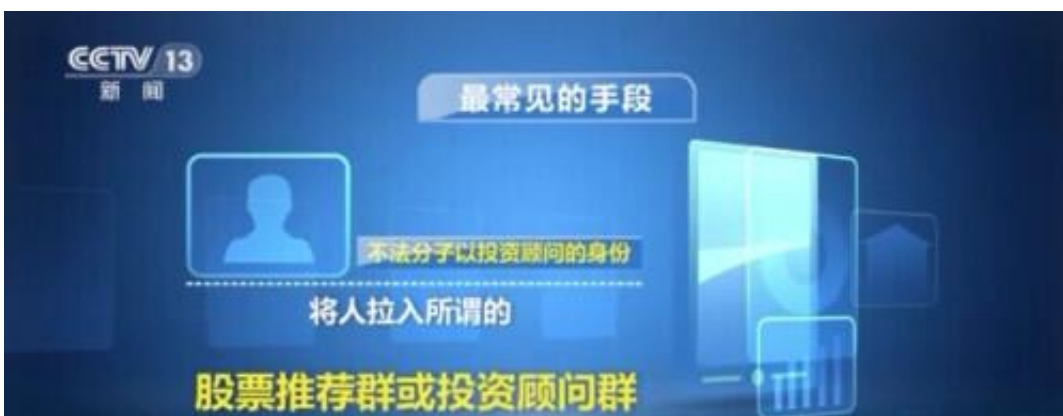 CCTV 13
新闻
最常见的手段
不法分子以投资顾问的身份
将人拉入所谓的
股票推荐群或投资顾问群